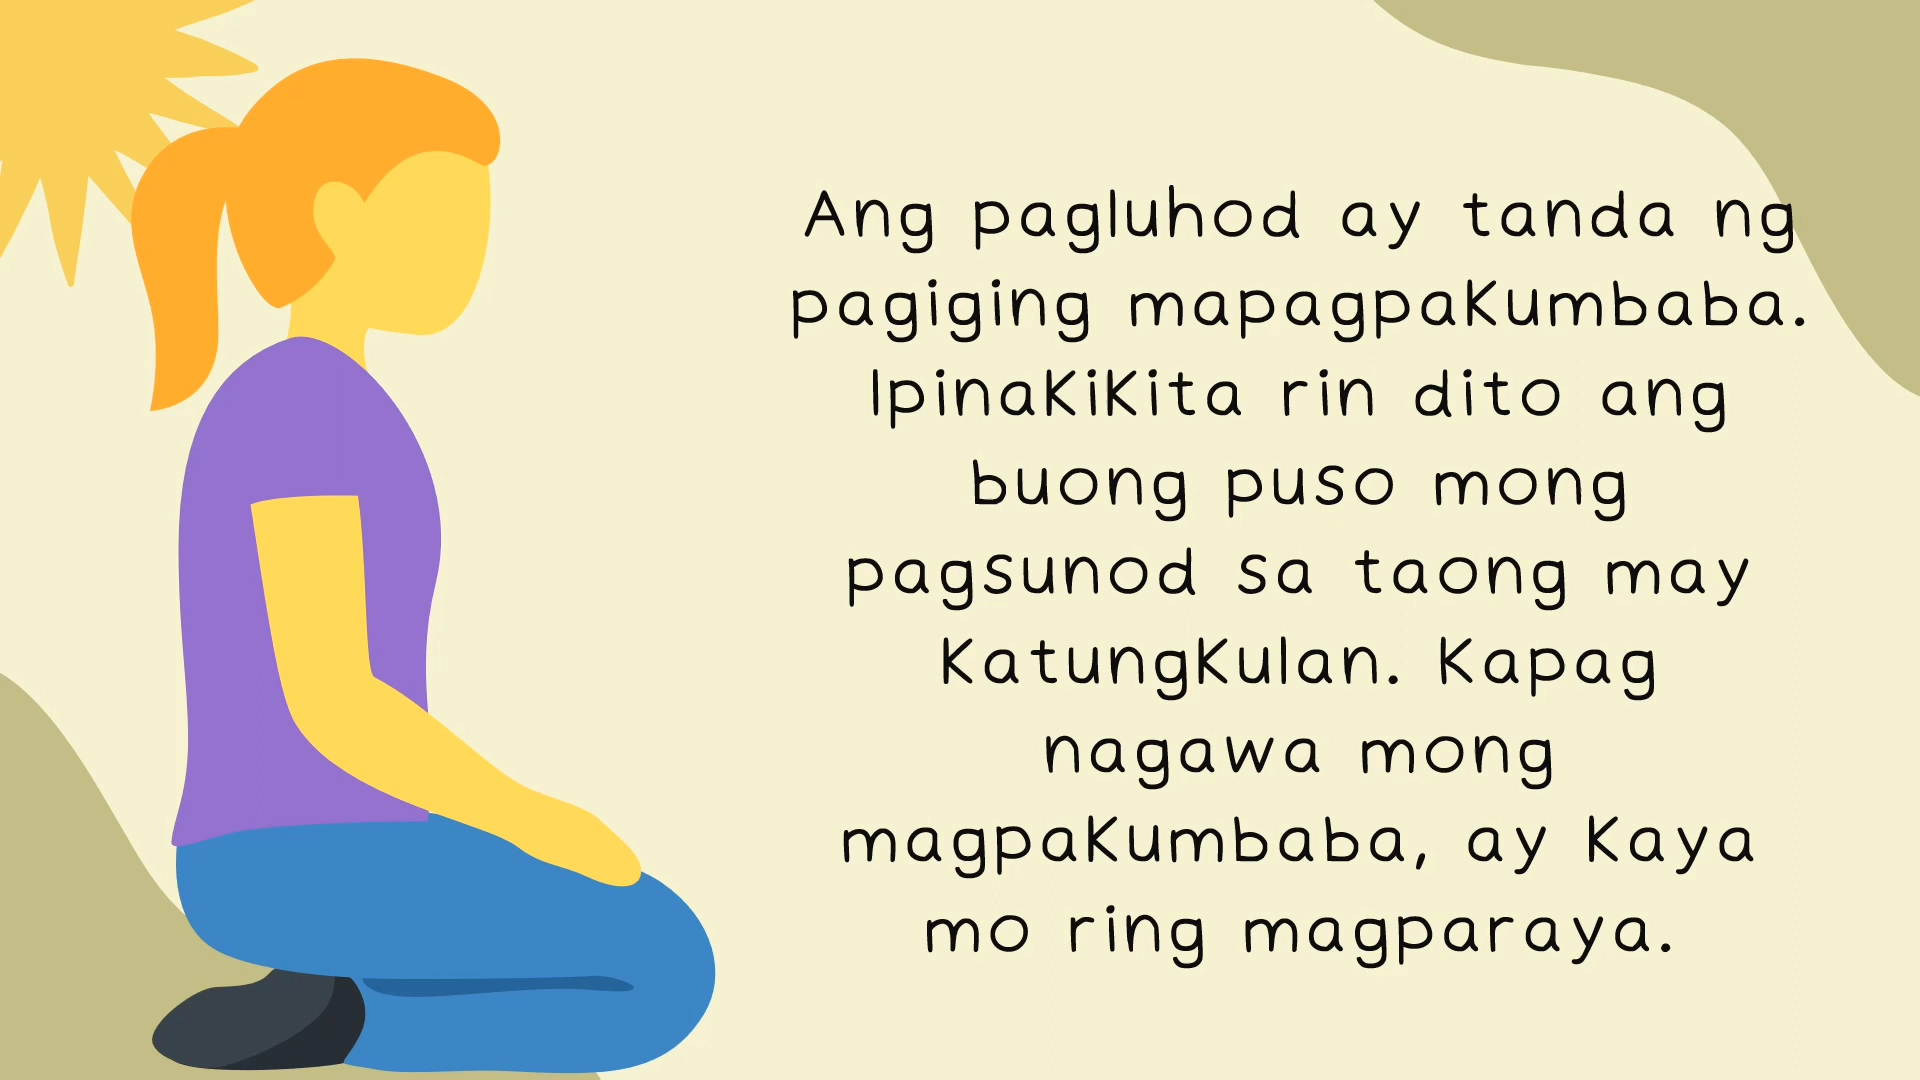 Ang pagluhod ay tanda ng
pagiging mapagpakumbaba.
Ipinakikita rin dito ang
buong puso mong
pagsunod sa taong may
katungkulan. Kapag
nagawa mong
magpakumbaba, ay kaya
mo ring magparaya.